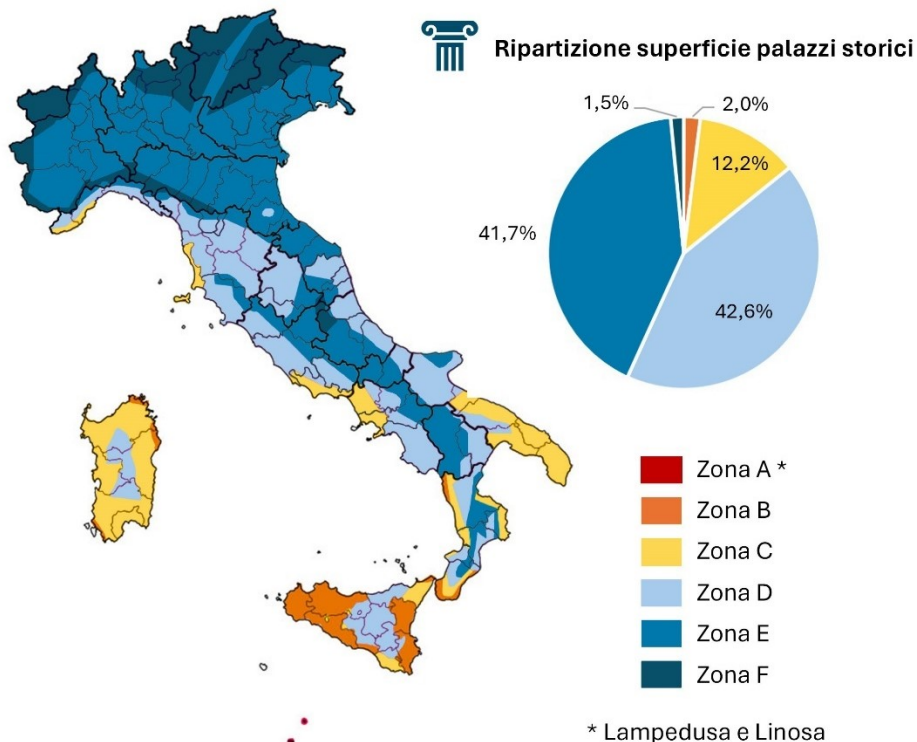 Ripartizione superficie palazzi storici
1,5%
2,0%
12,2%
41,7%
42,6%
Zona A *
Zona B
Zona C
Zona D
Zona E
Zona F
* Lampedusa e Linosa